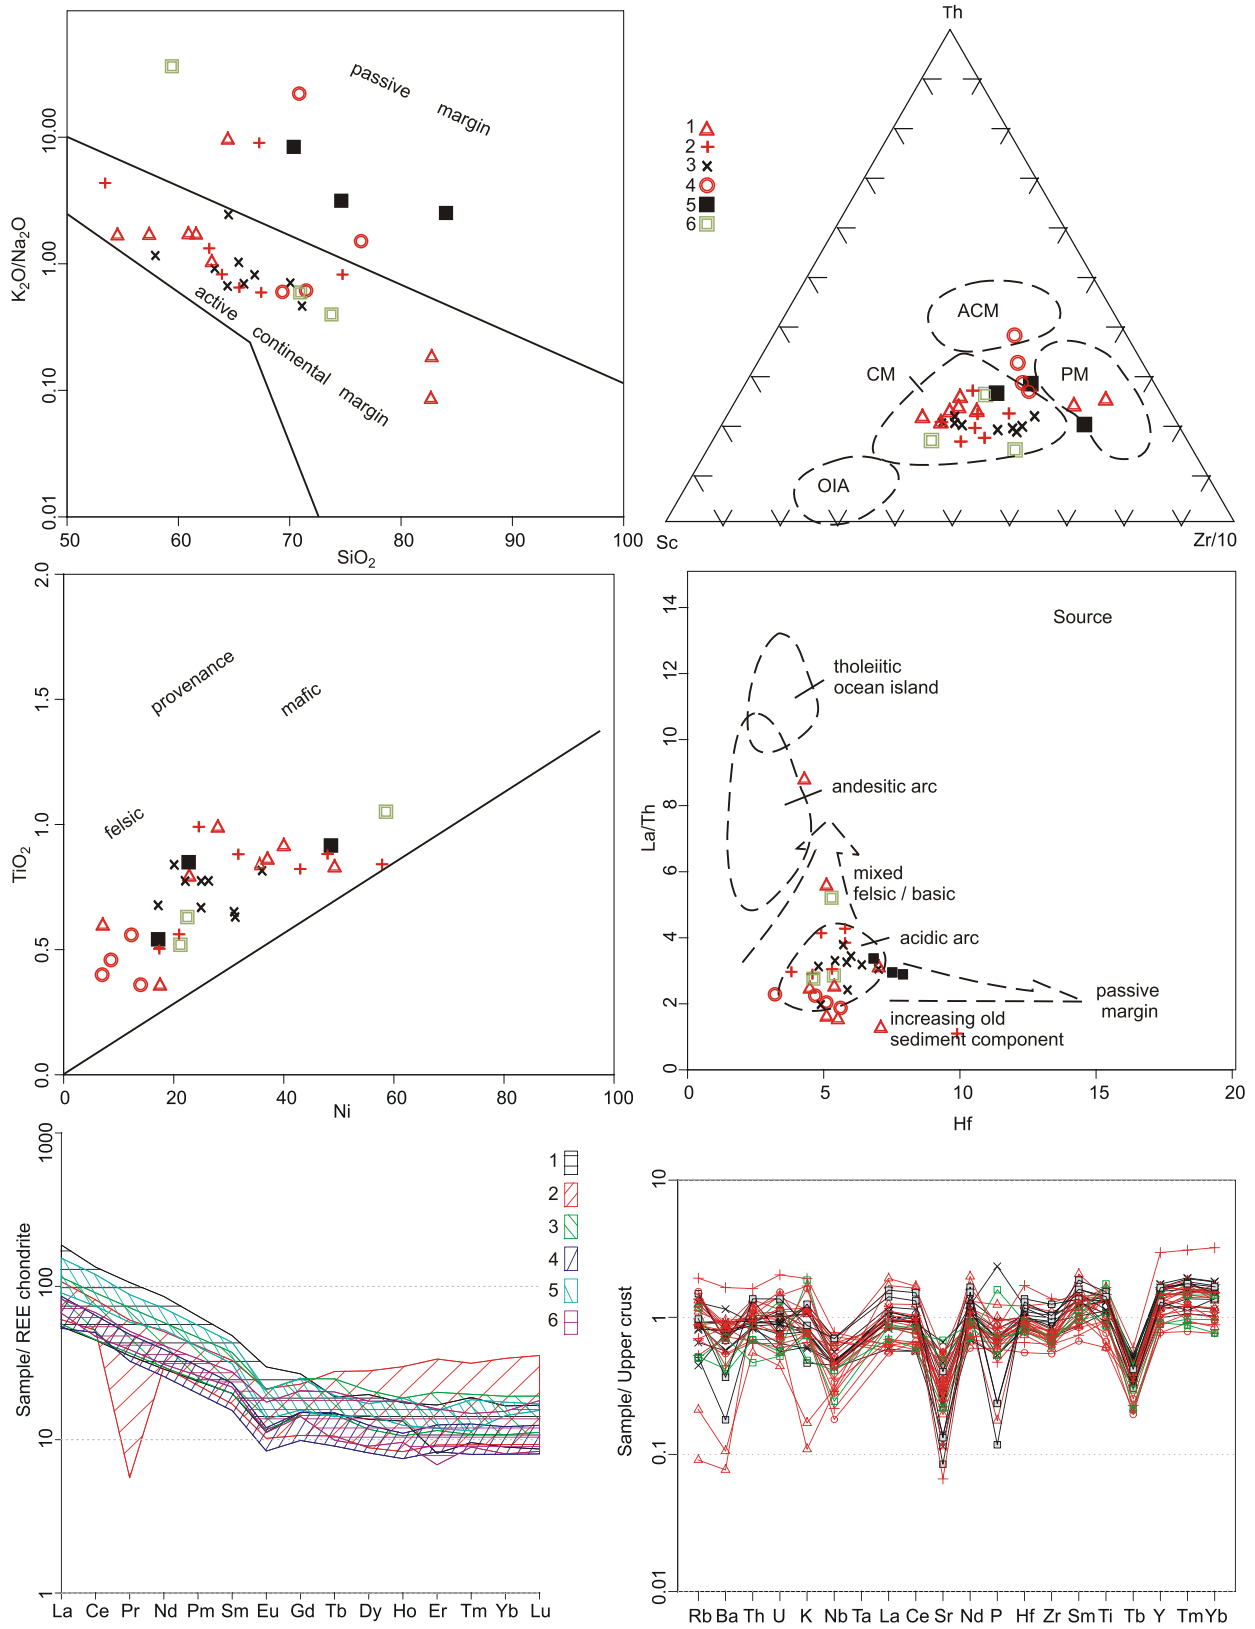 passive margin
active continental margin
K2O/Na2O
10.00
1.00
0.10
0.01
50 60 70 80 90 100
SiO2
Th
1
2
3
4
5
6
ACM
CM
PM
OIA
Sc
Zr/10
provenance
mafic
felsic
TiO2
2.0
1.5
1.0
0.5
0.0
0 20 40 60 80 100
Ni
Source
tholeiitic
ocean island
andesitic arc
mixed
felsic / basic
acidic arc
passive
margin
increasing old
sediment component
La/Th
14
12
10
8
6
4
2
0
0 5 10 15 20
Hf
Sample/ REE chondrite
1000
100
10
1
1
2
3
4
5
6
La Ce Pr Nd Pm Sm Eu Gd Tb Dy Ho Er Tm Yb Lu
Sample/ Upper crust
10
1
0.1
0.01
Rb Ba Th U K Nb Ta La Ce Sr Nd P Hf Zr Sm Ti Tb Y Tm Yb